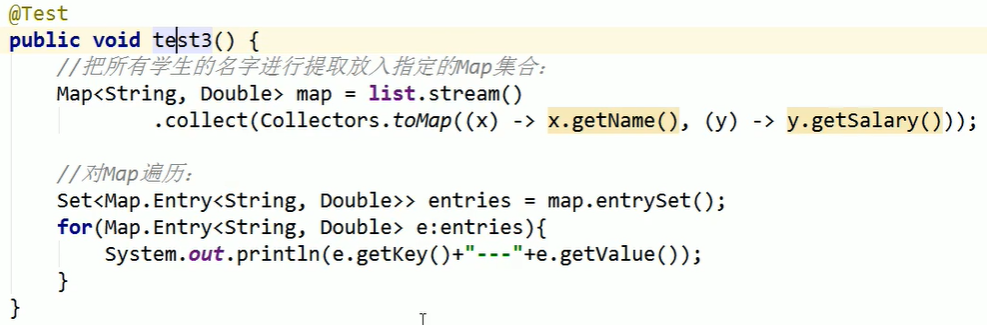 @Test
public void test3() {
//把所有学生的名字进行提取放入指定的Map集合：
Map<String, Double> map = list.stream()
.collect(Collectors.toMap((x) -> x.getName(), (y) -> y.getSalary()));
//对Map遍历：
Set<Map.Entry<String, Double>> entries = map.entrySet();
for(Map.Entry<String, Double> e:entries){
System.out.println(e.getKey()+"---"+e.getValue());
}
}